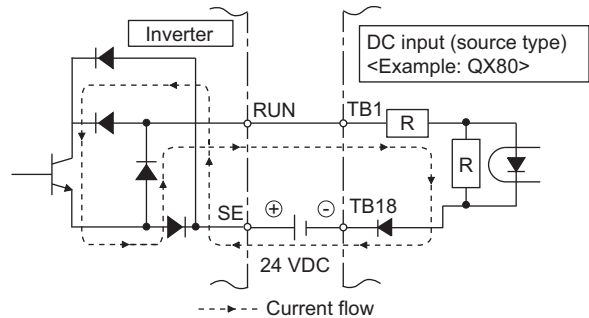 Inverter
DC input (source type)
<Example: QX80>
RUN
TB1
R
R
SE
+
-
TB18
24 VDC
Current flow